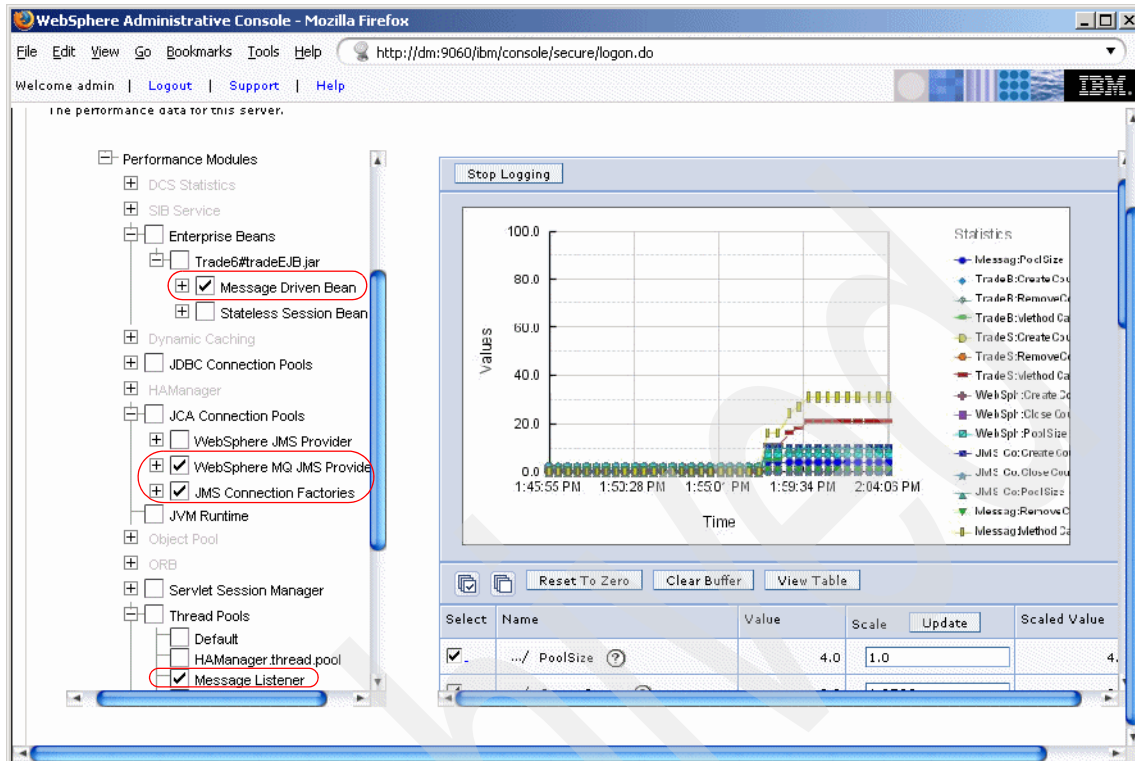 WebSphere Administrative Console - Mozilla Firefox
File Edit View Go Bookmarks Tools Help http://dm:9060/ibm/console/secure/logon.do
Welcome admin | Logout | Support | Help IBM.
The performance data for this server.
Performance Modules
DCS Statistics
SIB Service
Enterprise Beans
Trade6#tradeEJB.jar
Message Driven Bean
Stateless Session Bean
Dynamic Caching
JDBC Connection Pools
HAManager
JCA Connection Pools
WebSphere JMS Provider
WebSphere MQ JMS Provide
JMS Connection Factories
JVM Runtime
Object Pool
ORB
Servlet Session Manager
Thread Pools
Default
HAManager.thread.pool
Message Listener
Stop Logging
100.0
80.0
60.0
40.0
20.0
0.0
Values
1:45:55 PM 1:50:28 PM 1:55:01 PM 1:59:34 PM 2:04:06 PM
Time
Statistics
Messag:PoolSize
TradeB:CreateCou
TradeB:RemoveCo
TradeB:Method Ca
TradeS:CreateCou
TradeS:RemoveCo
TradeS:Method Ca
WebSph:Create Co
WebSph:Close Cou
WebSph:PoolSize
JMS Co:Create Cou
JMS Co:Close Cou
JMS Co:PoolSize
Messag:RemoveC
Messag:Method Ca
Reset To Zero Clear Buffer View Table
Select Name Value Scale Update Scaled Value
.../ PoolSize ? 4.0 1.0 4.